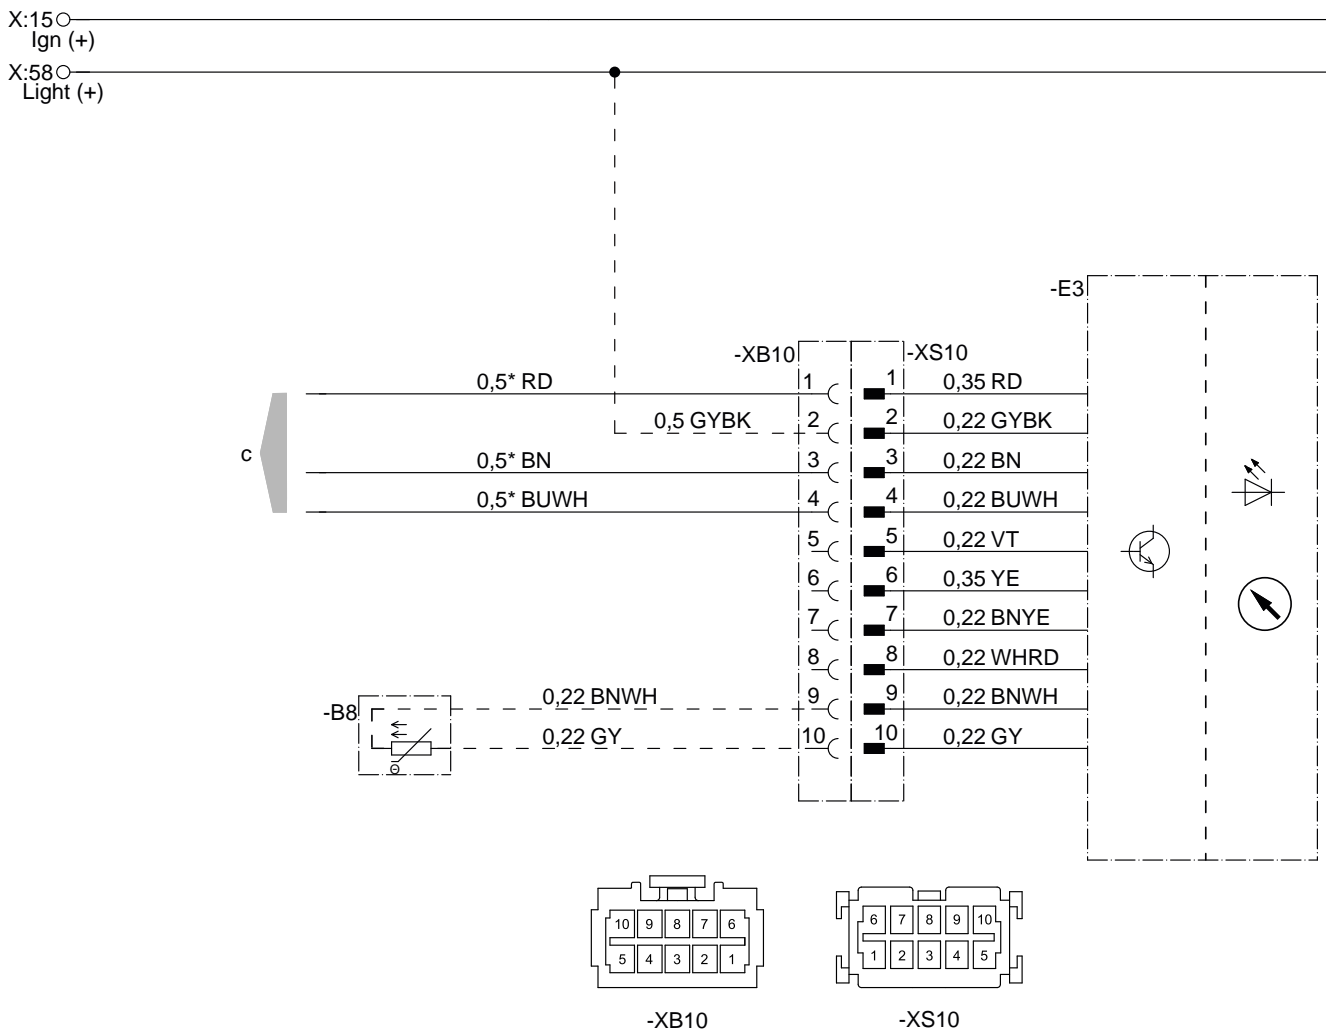 X:15
Ign (+)
X:58
Light (+)
-E3
-XB10 -XS10
0,5* RD 1 1 0,35 RD
0,5 GYBK 2 2 0,22 GYBK
c
0,5* BN 3 3 0,22 BN
0,5* BUWH 4 4 0,22 BUWH
5 5 0,22 VT
6 6 0,35 YE
7 7 0,22 BNYE
8 8 0,22 WHRD
-B8 0,22 BNWH 9 9 0,22 BNWH
0,22 GY 10 10 0,22 GY
Θ
10 9 8 7 6 6 7 8 9 10
5 4 3 2 1 1 2 3 4 5
-XB10 -XS10